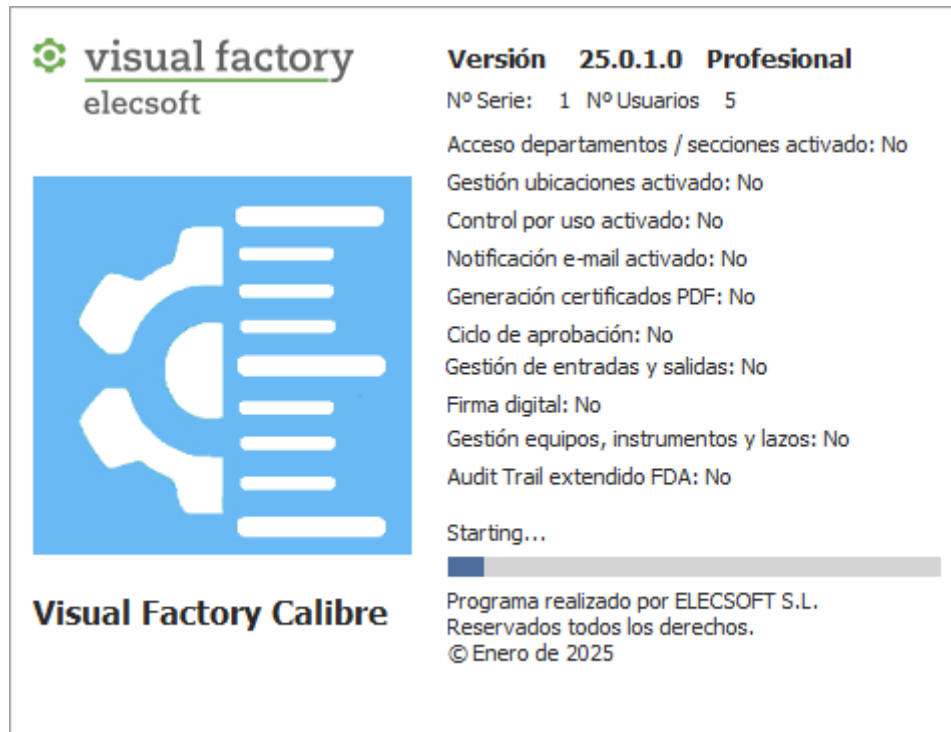 visual factory
elecsoft
Versión 25.0.1.0 Profesional
Nº Serie: 1 Nº Usuarios 5
Acceso departamentos / secciones activado: No
Gestión ubicaciones activado: No
Control por uso activado: No
Notificación e-mail activado: No
Generación certificados PDF: No
Ciclo de aprobación: No
Gestión de entradas y salidas: No
Firma digital: No
Gestión equipos, instrumentos y lazos: No
Audit Trail extendido FDA: No
Starting...
Visual Factory Calibre
Programa realizado por ELECSOFT S.L.
Reservados todos los derechos.
© Enero de 2025